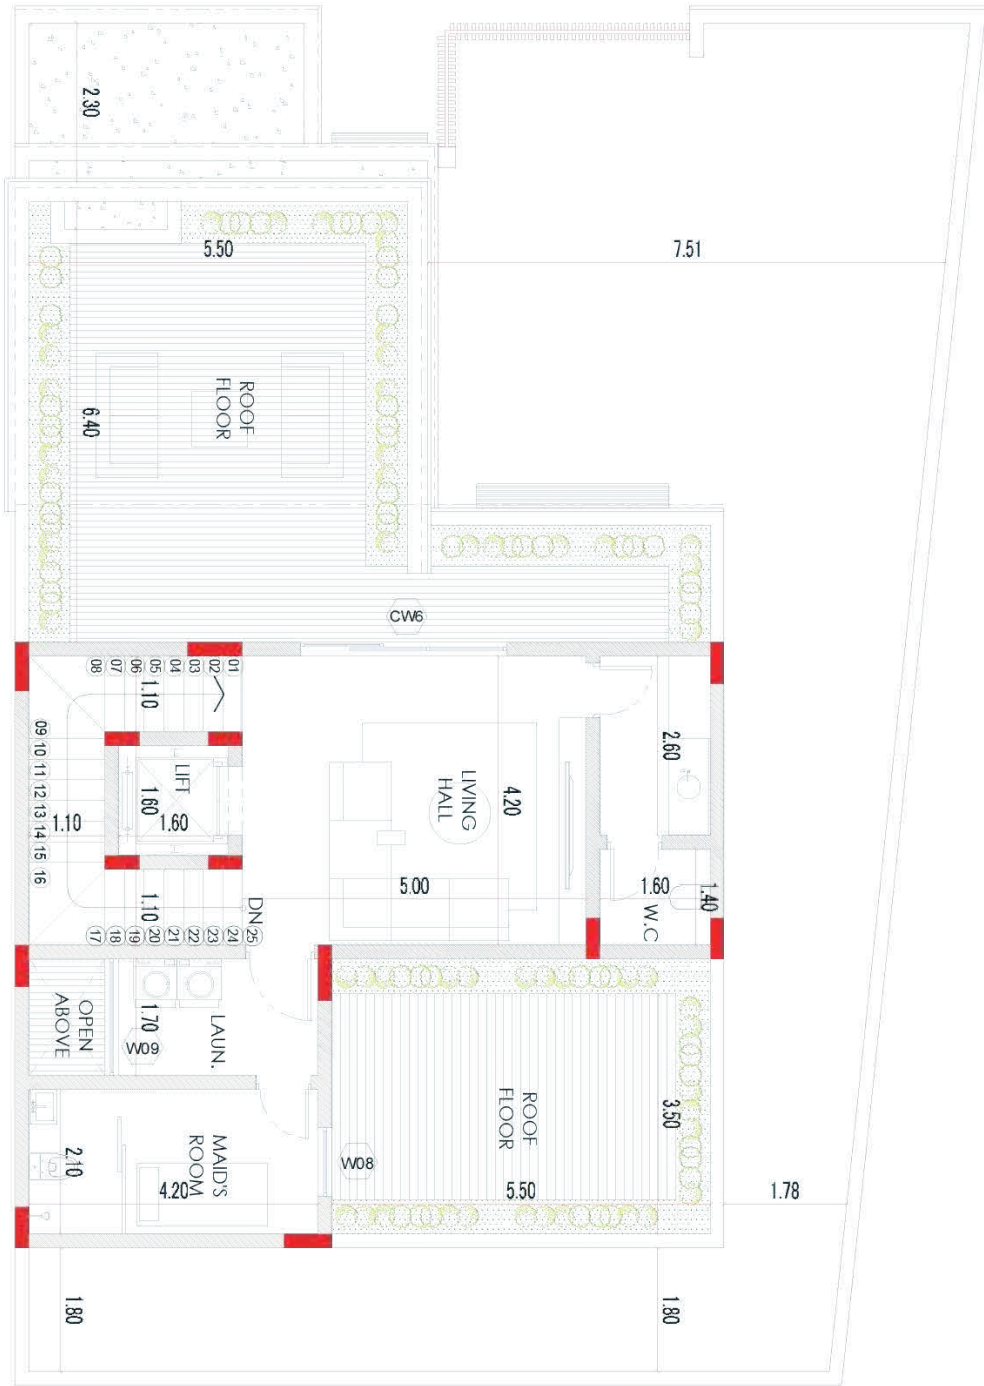 2.30
5.50
7.51
ROOF
FLOOR
6.40
CW6
01
02
03
04
05
06
07
08
1.10
09
10
11
12
13
14
15
16
LIFT
1.60
1.60
1.10
2.60
LIVING
HALL
4.20
5.00
1.60
1.40
W.C
1.10
DN.
25
24
23
22
21
20
19
18
17
OPEN
ABOVE
1.70
W09
LAUN.
ROOF
FLOOR
3.50
W08
5.50
1.78
2.10
MAID'S
ROOM
4.20
1.80
1.80